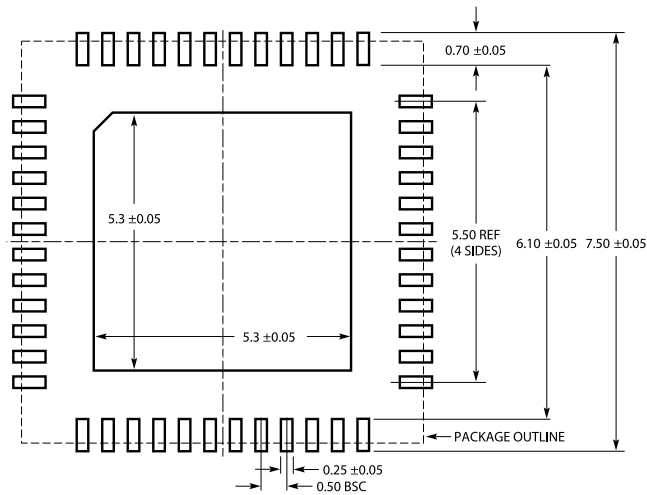 0.70 ±0.05
5.3 ±0.05
5.50 REF
(4 SIDES)
6.10 ±0.05
7.50 ±0.05
5.3 ±0.05
PACKAGE OUTLINE
0.25 ±0.05
0.50 BSC